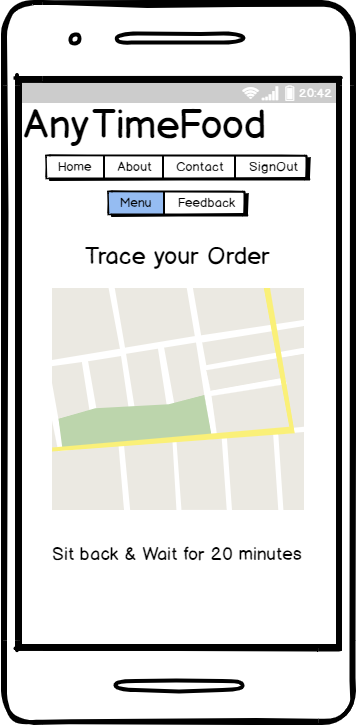 20:42
AnyTimeFood
Home About Contact SignOut
Menu Feedback
Trace your Order
Sit back & Wait for 20 minutes